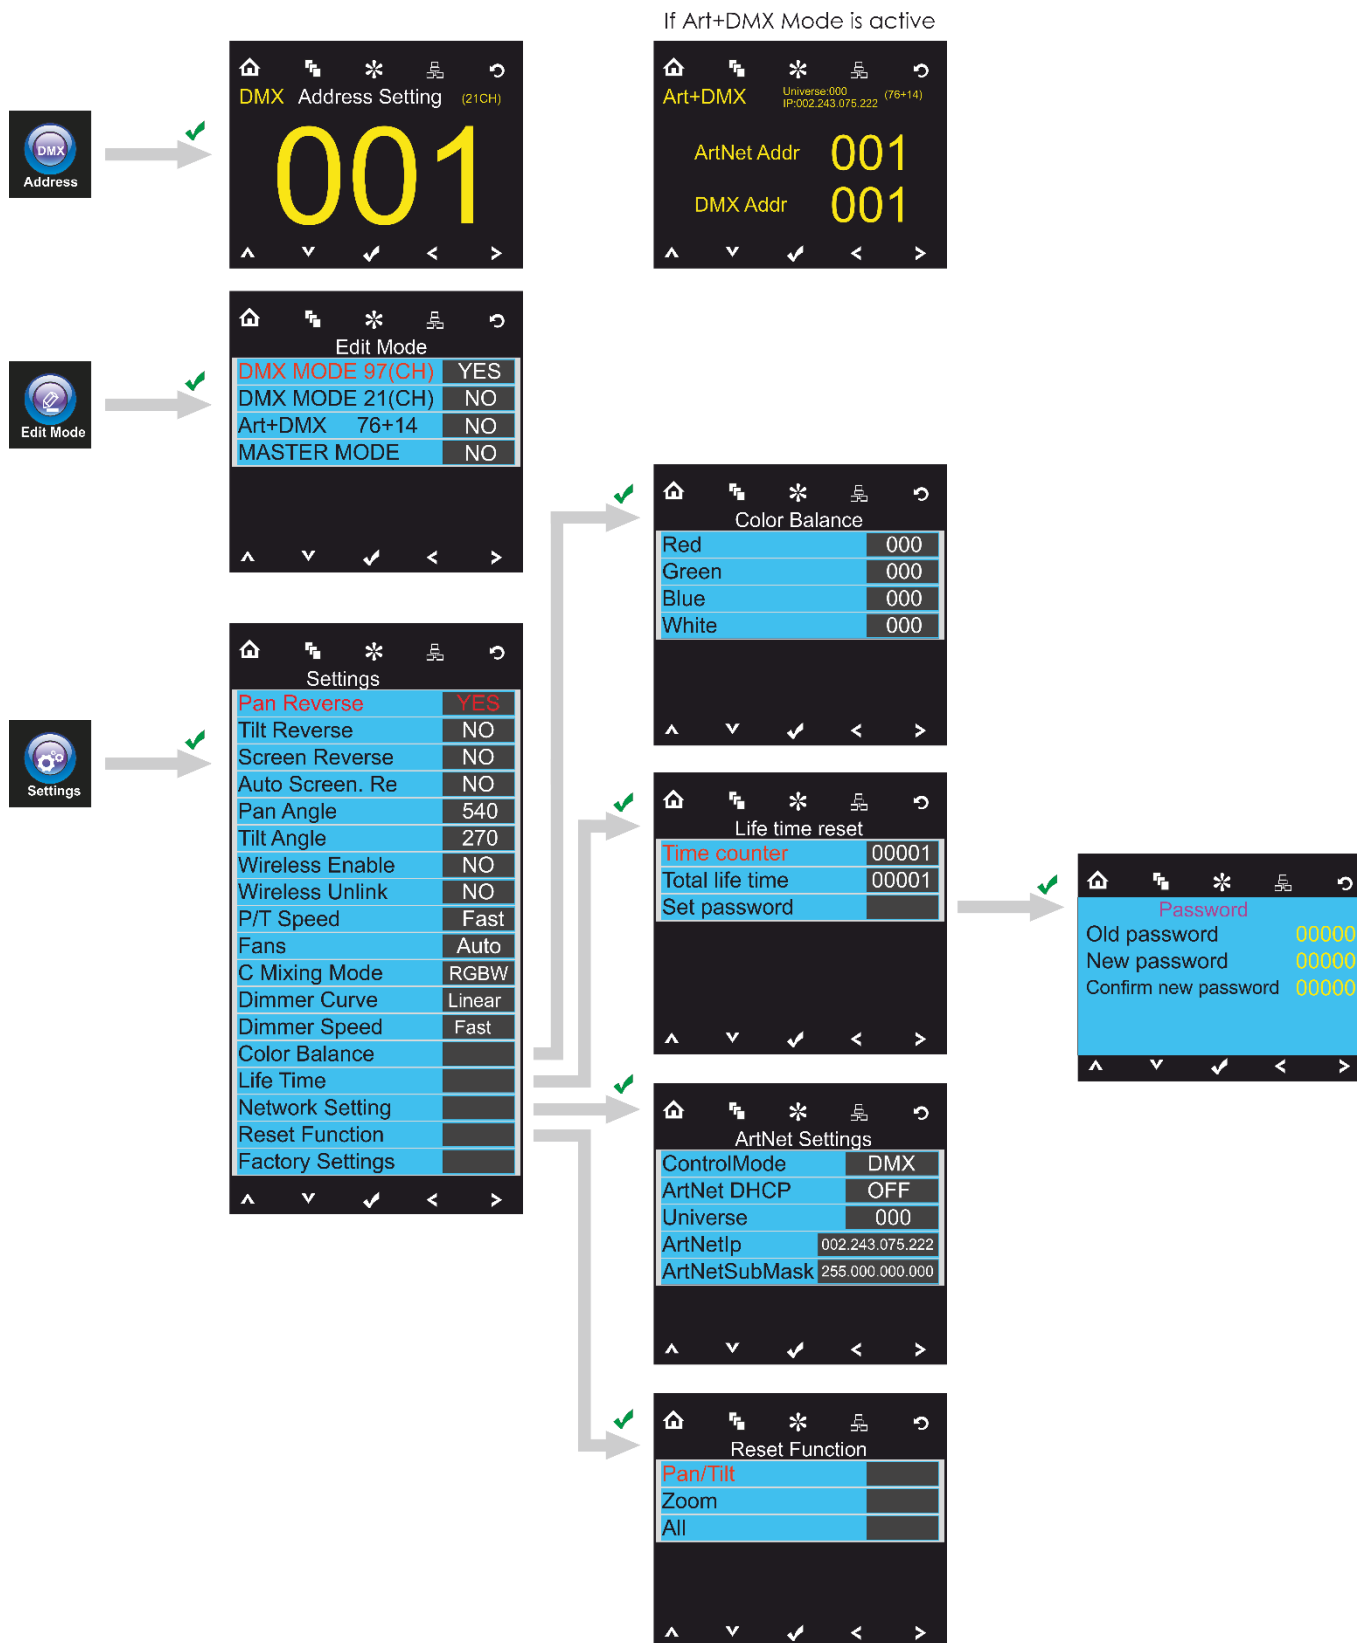 If Art+DMX Mode is active
DMX Address Setting (21CH)
001
Art+DMX Universe:000 (76+14)
IP:002.243.075.222
ArtNet Addr 001
DMX Addr 001
DMX
Address
Edit Mode
DMX MODE 97(CH) YES
DMX MODE 21(CH) NO
Art+DMX 76+14 NO
MASTER MODE NO
Edit Mode
Color Balance
Red 000
Green 000
Blue 000
White 000
Settings
Pan Reverse YES
Tilt Reverse NO
Screen Reverse NO
Auto Screen. Re NO
Pan Angle 540
Tilt Angle 270
Wireless Enable NO
Wireless Unlink NO
P/T Speed Fast
Fans Auto
C Mixing Mode RGBW
Dimmer Curve Linear
Dimmer Speed Fast
Color Balance
Life Time
Network Setting
Reset Function
Factory Settings
Settings
Life time reset
Time counter 00001
Total life time 00001
Set password
Password
Old password 00000
New password 00000
Confirm new password 00000
ArtNet Settings
ControlMode DMX
ArtNet DHCP OFF
Universe 000
ArtNetIp 002.243.075.222
ArtNetSubMask 255.000.000.000
Reset Function
Pan/Tilt
Zoom
All